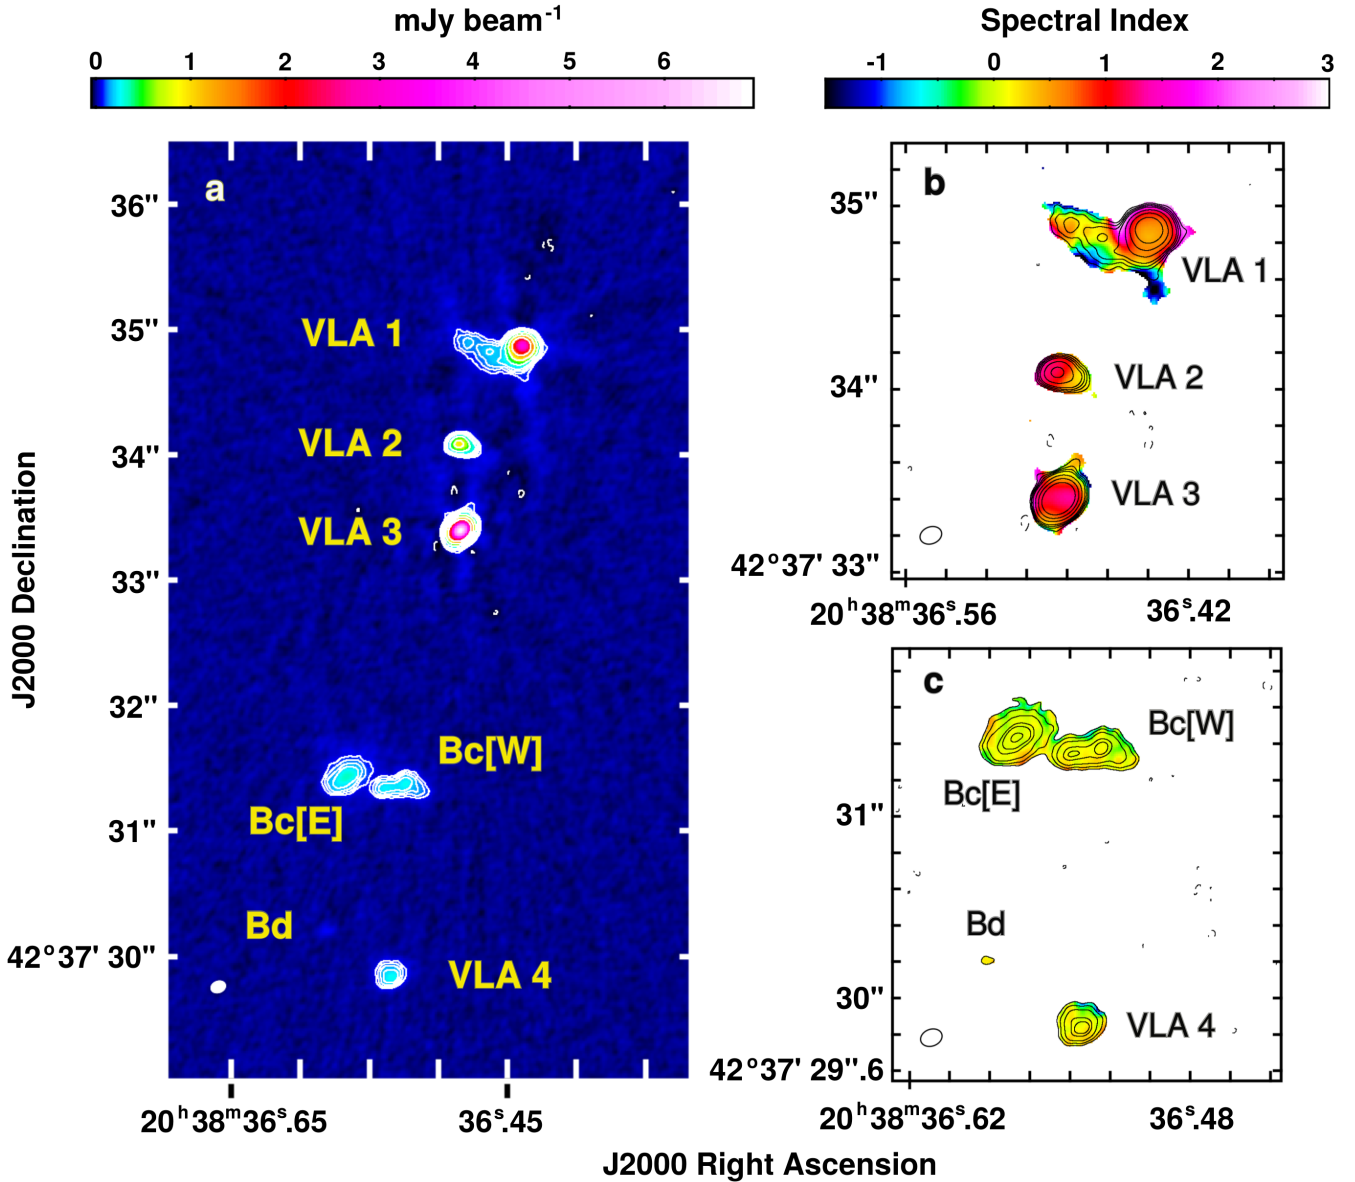 mJy beam-1
0 1 2 3 4 5 6
Spectral Index
-1 0 1 2 3
a
36"
35"
34"
33"
32"
31"
42°37' 30"
J2000 Declination
VLA 1
VLA 2
VLA 3
Bc[W]
Bc[E]
Bd
VLA 4
20h38m36s.65
36s.45
b
35"
34"
42°37' 33"
VLA 1
VLA 2
VLA 3
20h38m36s.56
36s.42
c
31"
30"
42°37' 29".6
Bc[W]
Bc[E]
Bd
VLA 4
20h38m36s.62
36s.48
J2000 Right Ascension